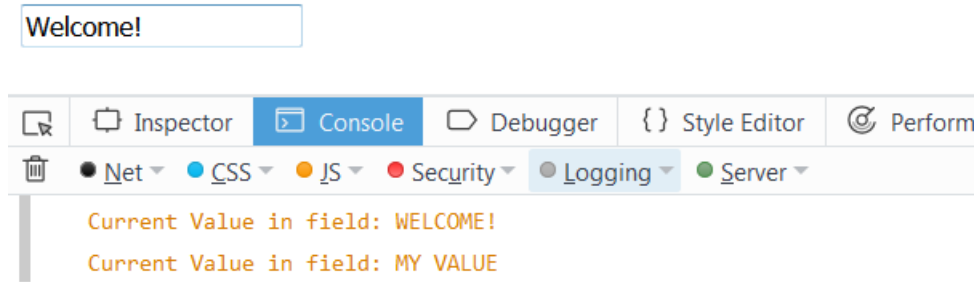 Welcome!
Inspector Console Debugger { } Style Editor Perform
Net CSS JS Security Logging Server
Current Value in field: WELCOME!
Current Value in field: MY VALUE